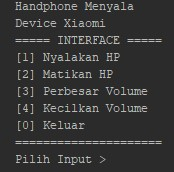 Handphone Menyala
Device Xiaomi
===== INTERFACE =====
[1] Nyalakan HP
[2] Matikan HP
[3] Perbesar Volume
[4] Kecilkan Volume
[0] Keluar
=====================
Pilih Input >